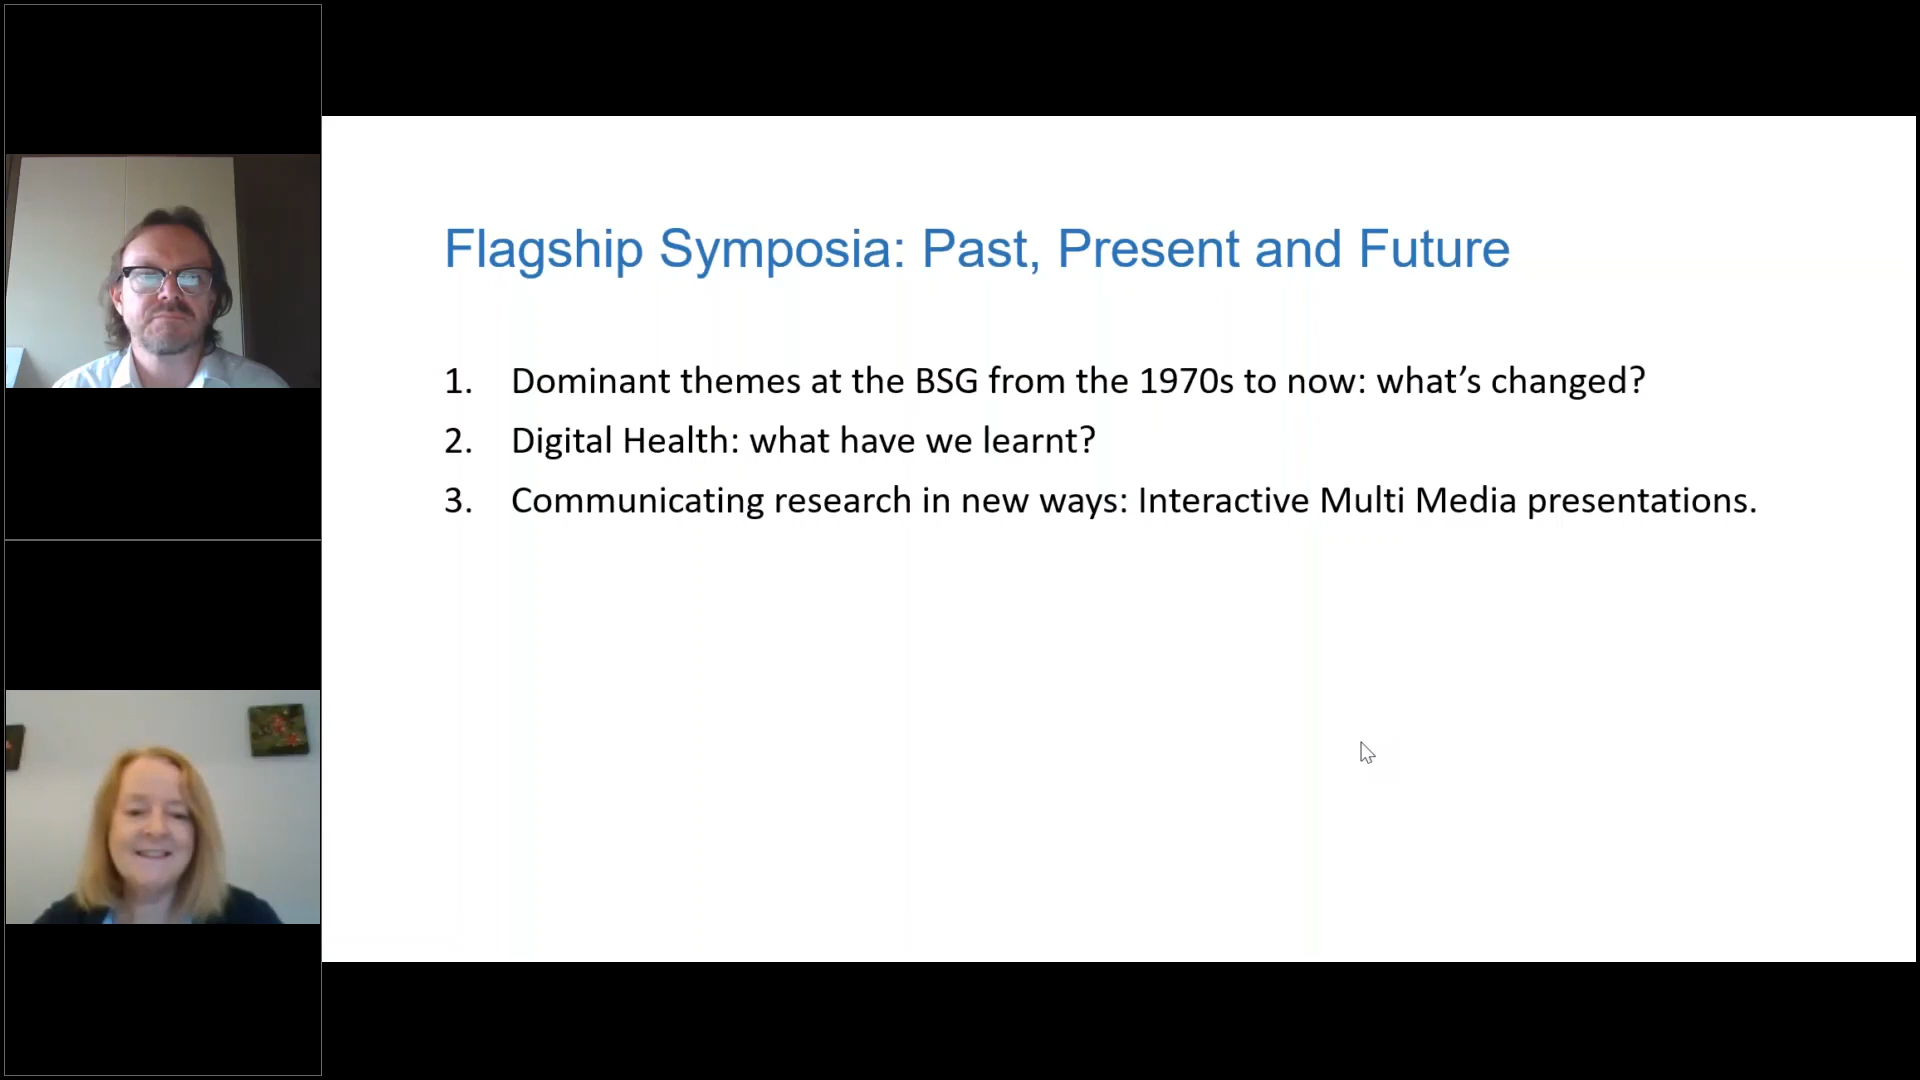 Flagship Symposia: Past, Present and Future
1. Dominant themes at the BSG from the 1970s to now: what’s changed?
2. Digital Health: what have we learnt?
3. Communicating research in new ways: Interactive Multi Media presentations.